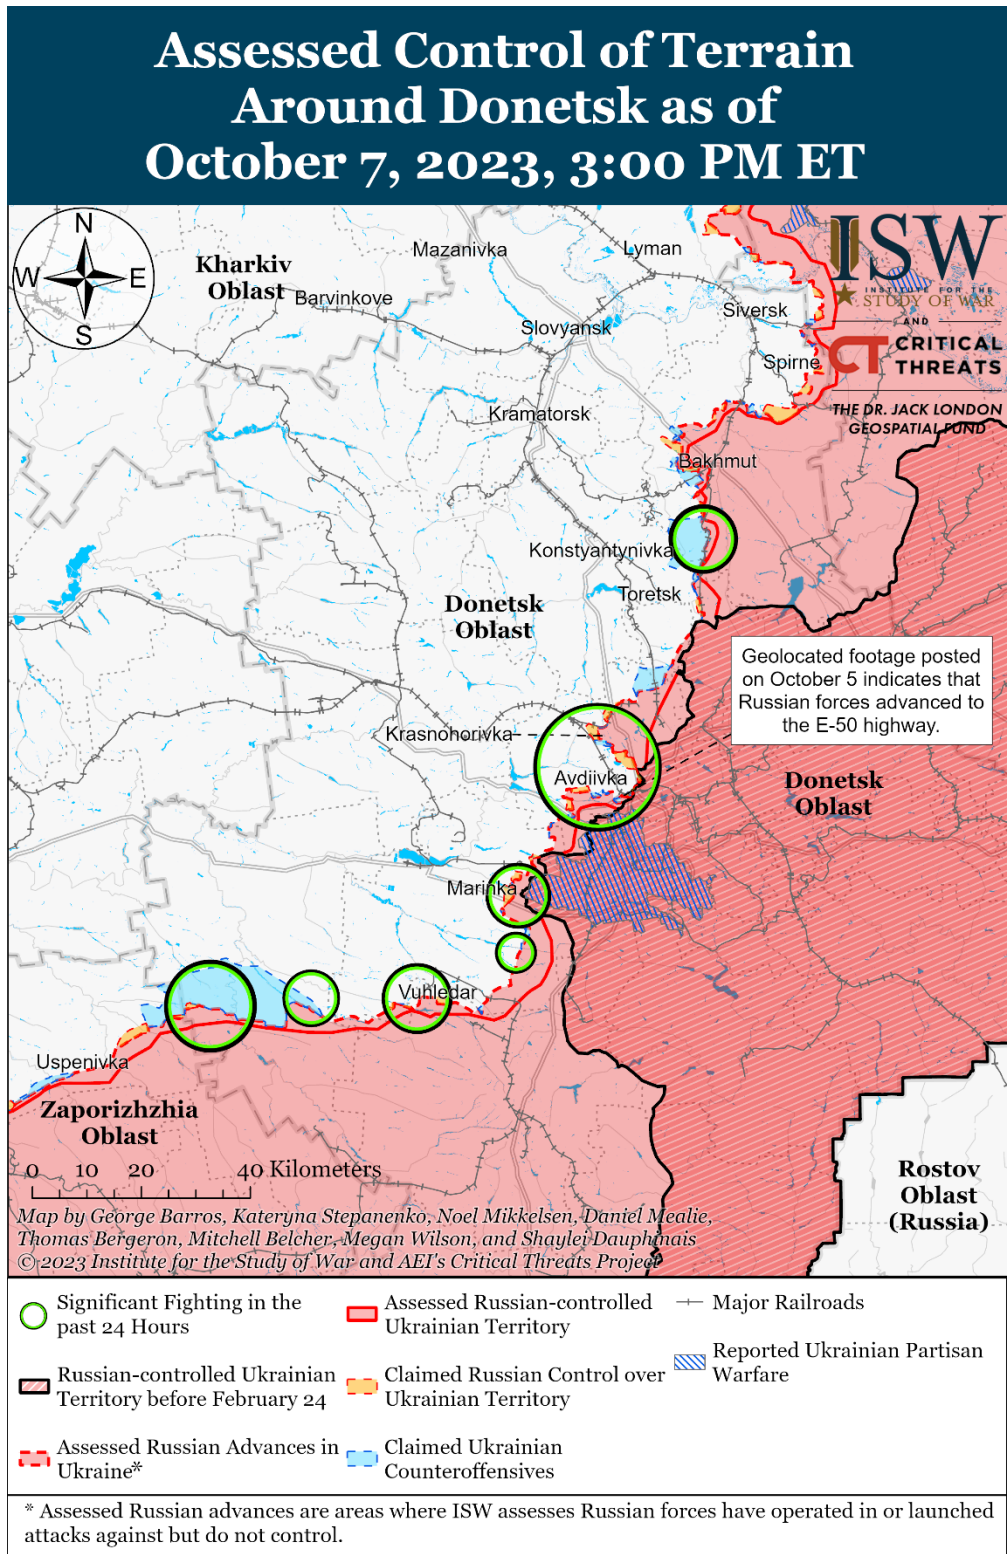 Assessed Control of Terrain
Around Donetsk as of
October 7, 2023, 3:00 PM ET
N
W
E
S
ISW
INSTITUTE FOR THE
STUDY OF WAR
AND
CT CRITICAL
THREATS
THE DR. JACK LONDON
GEOSPATIAL FUND
Kharkiv
Oblast
Mazanivka
Lyman
Barvinkove
Siversk
Slovyansk
Spirne
Kramatorsk
Bakhmut
Konstyantynivka
Toretsk
Donetsk
Oblast
Geolocated footage posted
on October 5 indicates that
Russian forces advanced to
the E-50 highway.
Krasnohorivka
Avdiivka
Donetsk
Oblast
Marinka
Vuhledar
Uspenivka
Zaporizhzhia
Oblast
Rostov
Oblast
(Russia)
0 10 20 40 Kilometers
Map by George Barros, Kateryna Stepanenko, Noel Mikkelsen, Daniel Mealie,
Thomas Bergeron, Mitchell Belcher, Megan Wilson, and Shaylei Dauphinais
© 2023 Institute for the Study of War and AEI's Critical Threats Project
Significant Fighting in the
past 24 Hours
Russian-controlled Ukrainian
Territory before February 24
Assessed Russian Advances in
Ukraine*
Assessed Russian-controlled
Ukrainian Territory
Claimed Russian Control over
Ukrainian Territory
Claimed Ukrainian
Counteroffensives
Major Railroads
Reported Ukrainian Partisan
Warfare
* Assessed Russian advances are areas where ISW assesses Russian forces have operated in or launched
attacks against but do not control.